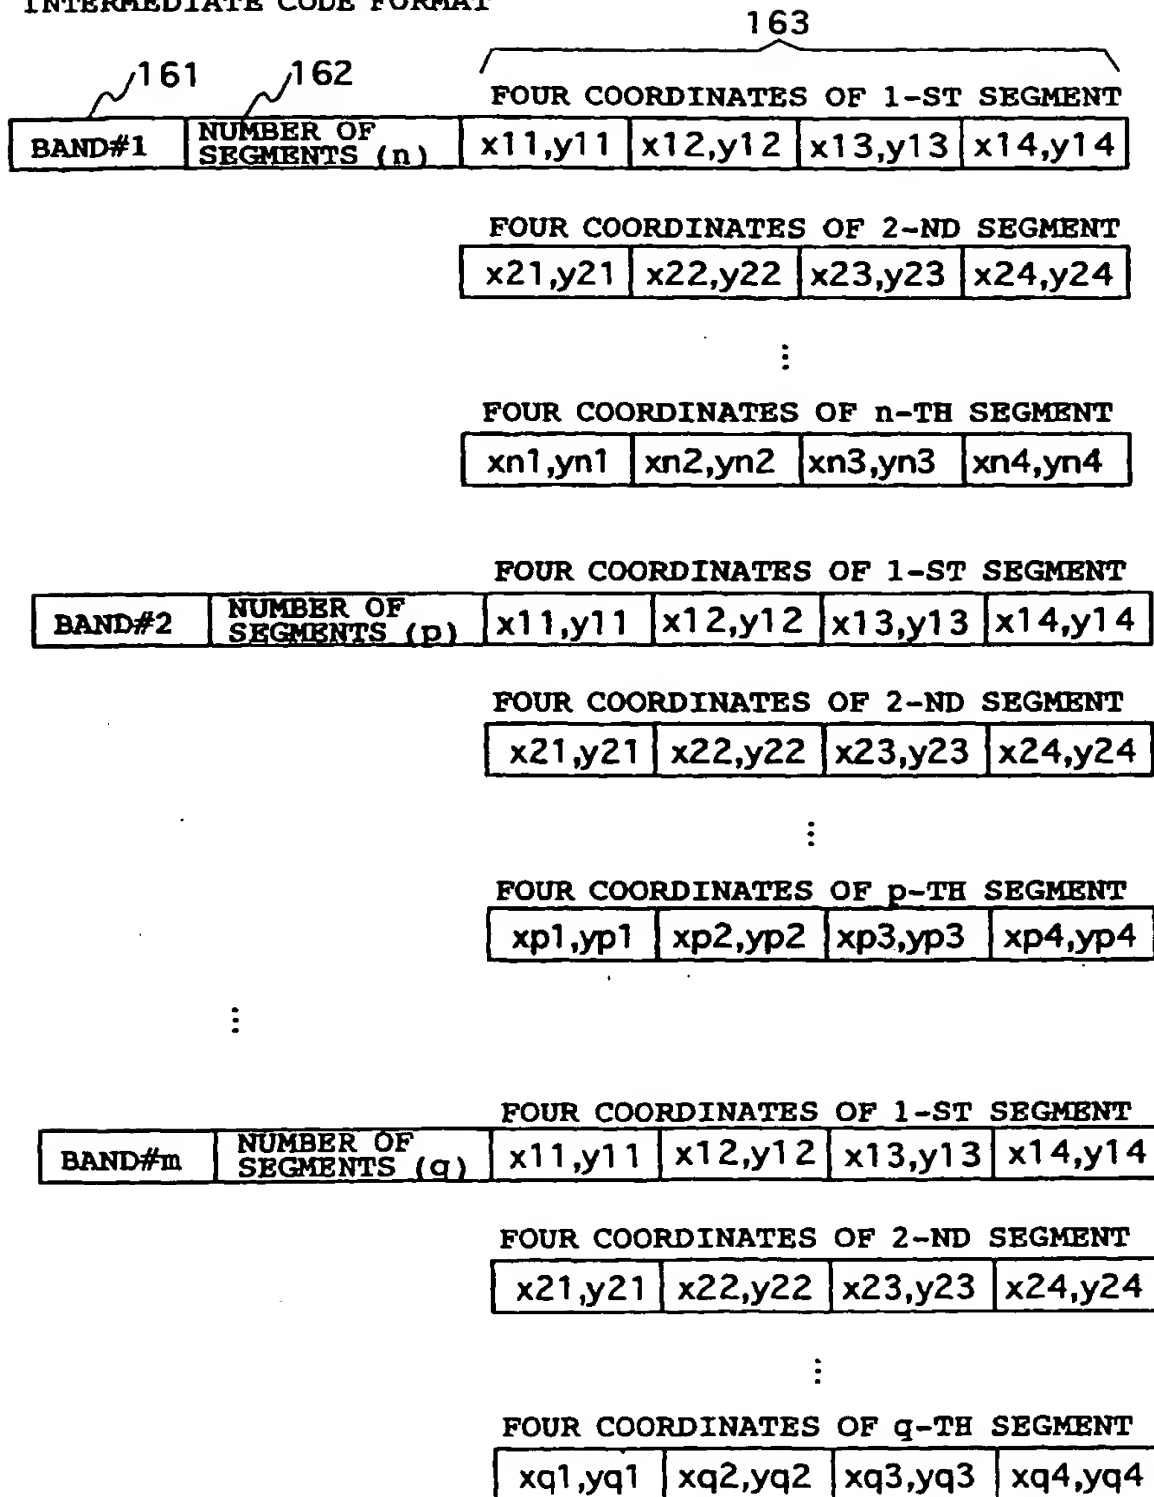 INTERMEDIATE CODE FORMAT
163
161 162
FOUR COORDINATES OF 1-ST SEGMENT
BAND#1 NUMBER OF SEGMENTS (n) x11,y11 x12,y12 x13,y13 x14,y14
FOUR COORDINATES OF 2-ND SEGMENT
x21,y21 x22,y22 x23,y23 x24,y24
⋮
FOUR COORDINATES OF n-TH SEGMENT
xn1,yn1 xn2,yn2 xn3,yn3 xn4,yn4
FOUR COORDINATES OF 1-ST SEGMENT
BAND#2 NUMBER OF SEGMENTS (p) x11,y11 x12,y12 x13,y13 x14,y14
FOUR COORDINATES OF 2-ND SEGMENT
x21,y21 x22,y22 x23,y23 x24,y24
⋮
FOUR COORDINATES OF p-TH SEGMENT
xp1,yp1 xp2,yp2 xp3,yp3 xp4,yp4
⋮
FOUR COORDINATES OF 1-ST SEGMENT
BAND#m NUMBER OF SEGMENTS (q) x11,y11 x12,y12 x13,y13 x14,y14
FOUR COORDINATES OF 2-ND SEGMENT
x21,y21 x22,y22 x23,y23 x24,y24
⋮
FOUR COORDINATES OF q-TH SEGMENT
xq1,yq1 xq2,yq2 xq3,yq3 xq4,yq4